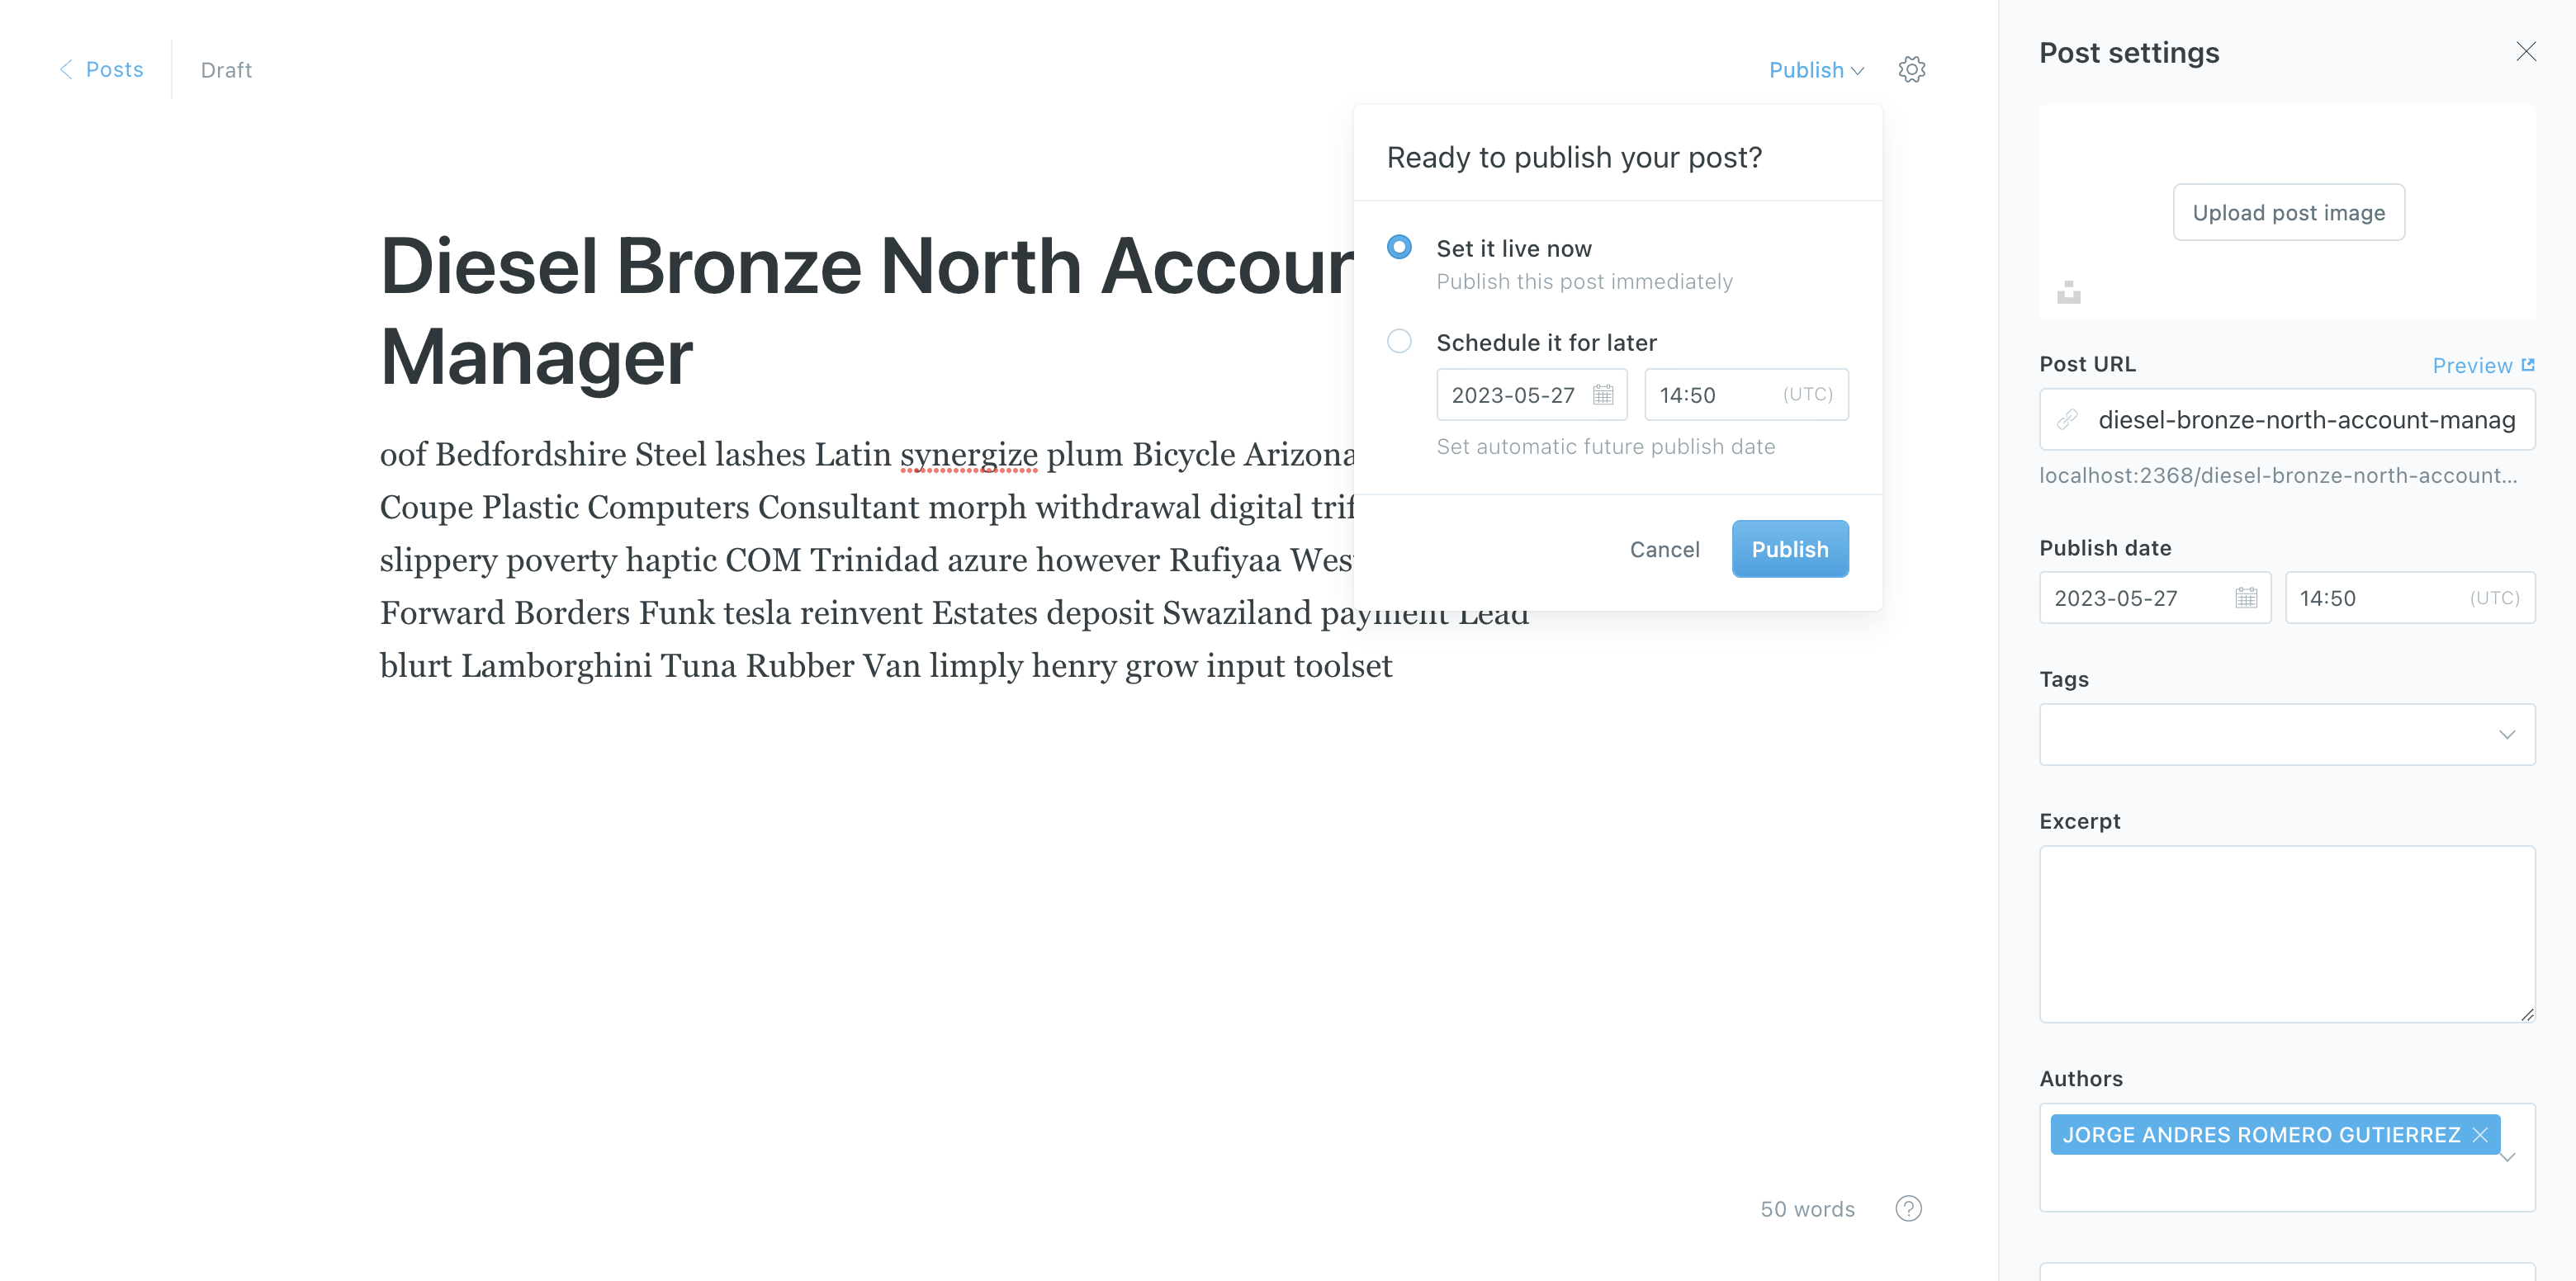 Posts
Draft
Publish
Diesel Bronze North
Manager
oof Bedfordshire Steel lashes Latin synergize plum Bicycle Arizona
Coupe Plastic Computers Consultant morph withdrawal digital
slippery poverty haptic COM Trinidad azure however Rufiyaa
Forward Borders Funk tesla reinvent Estates deposit Swaziland payment Lead
blurt Lamborghini Tuna Rubber Van limply henry grow input toolset
50 words
Ready to publish your post?
Set it live now
Publish this post immediately
Schedule it for later
2023-05-27
14:50 (UTC)
Set automatic future publish date
Cancel
Publish
Post settings
Upload post image
Post URL
Preview
diesel-bronze-north-account-manag
localhost:2368/diesel-bronze-north-account...
Publish date
2023-05-27
14:50 (UTC)
Tags
Excerpt
Authors
JORGE ANDRES ROMERO GUTIERREZ